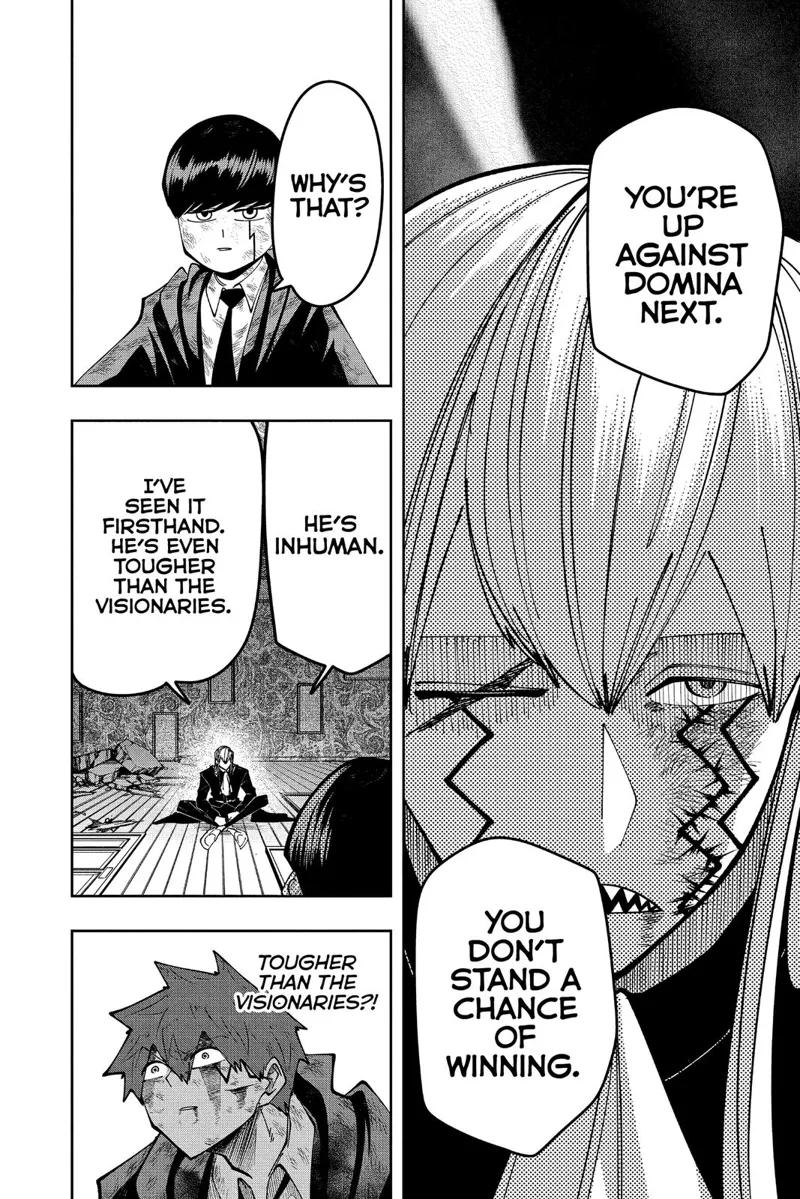 YOU'RE
UP
AGAINST
DOMINA
NEXT.
YOU
DON'T
STAND A
CHANCE
OF
WINNING.
WHY'S
THAT?
HE'S
INHUMAN.
I'VE
SEEN IT
FIRSTHAND.
HE'S EVEN
TOUGHER
THAN THE
VISIONARIES.
TOUGHER
THAN THE
VISIONARIES?!